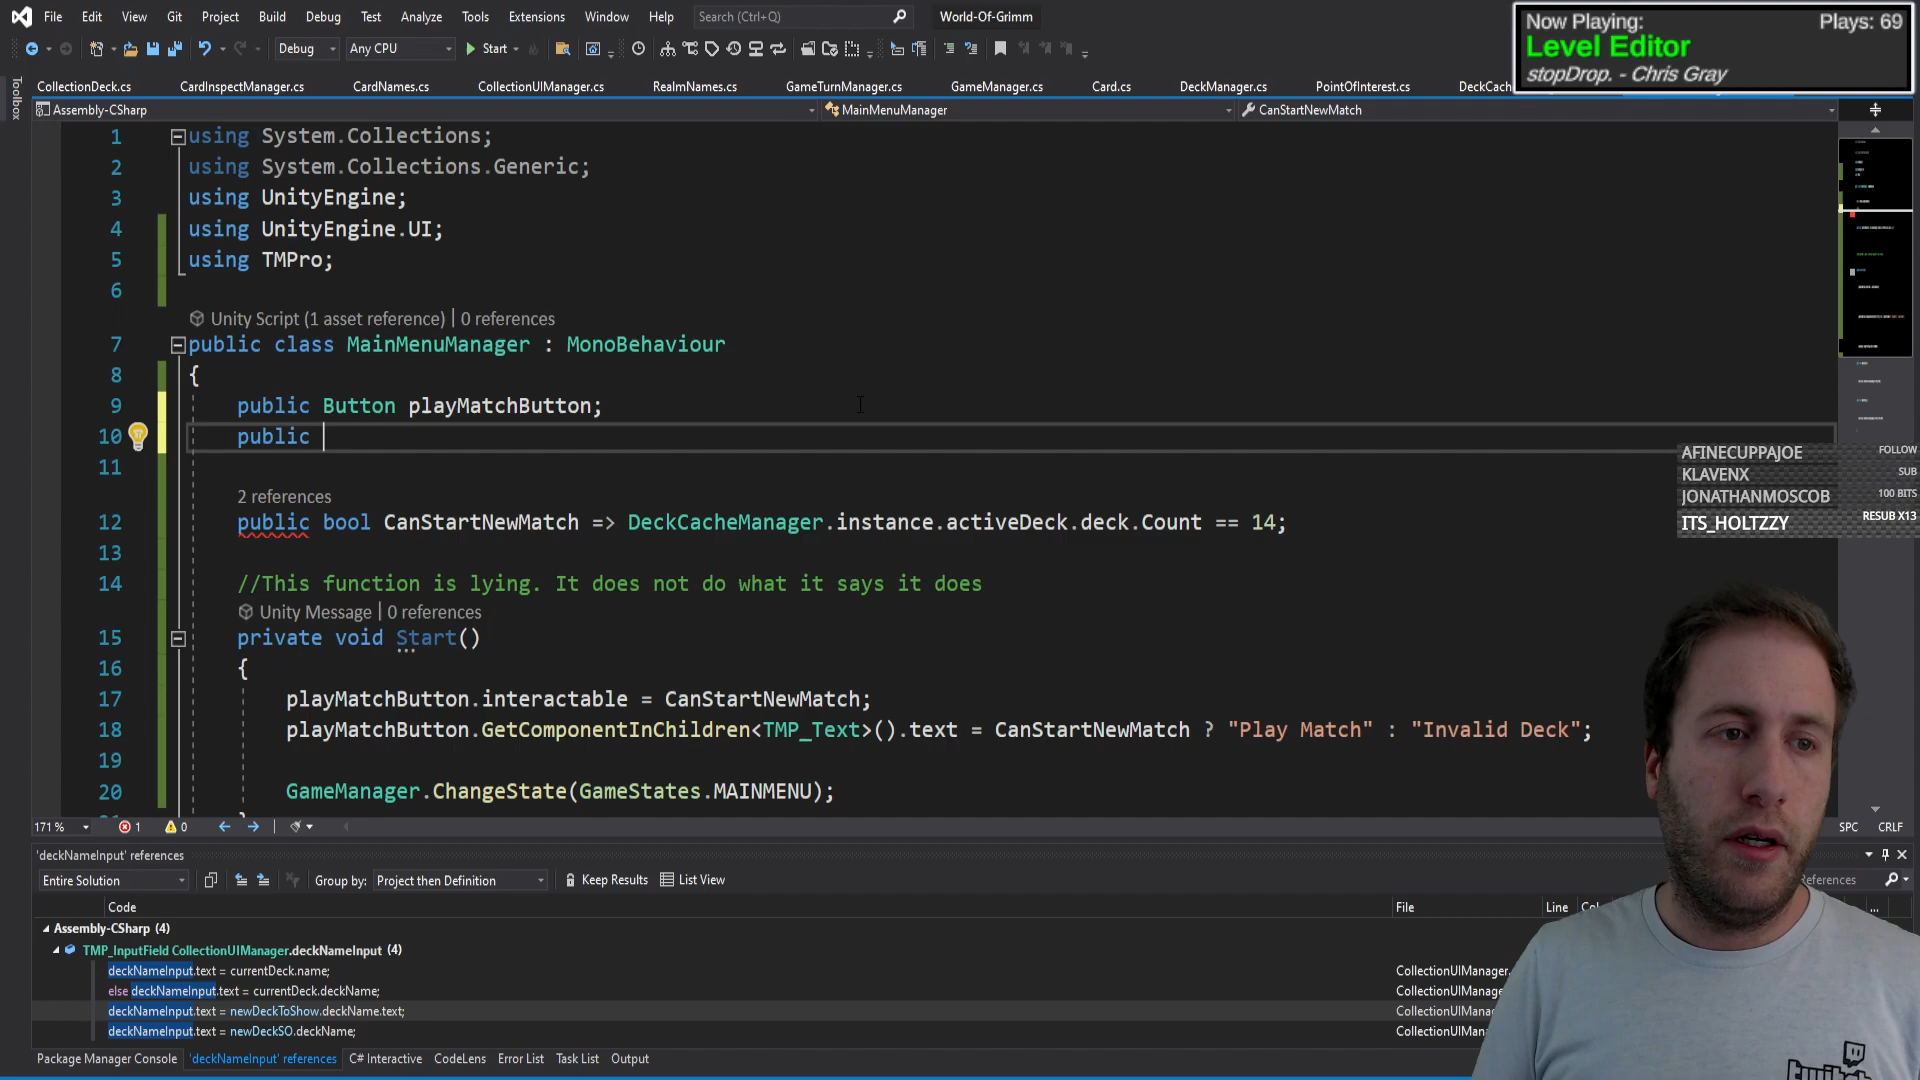 File Edit View Git Project Build Debug Test Analyze Tools Extensions Window Help Search (Ctrl+Q) World-Of-Grimm
Now Playing: Plays: 69
Level Editor
stopDrop. - Chris Gray
Debug Any CPU Start
Toolbox
CollectionDeck.cs CardInspectManager.cs CardNames.cs CollectionUIManager.cs RealmNames.cs GameTurnManager.cs GameManager.cs Card.cs DeckManager.cs PointOfInterest.cs
Assembly-CSharp MainMenuManager CanStartNewMatch
1 using System.Collections;
2 using System.Collections.Generic;
3 using UnityEngine;
4 using UnityEngine.UI;
5 using TMPro;
6
Unity Script (1 asset reference) | 0 references
7 public class MainMenuManager : MonoBehaviour
8 {
9 public Button playMatchButton;
10 public
11
2 references
12 public bool CanStartNewMatch => DeckCacheManager.instance.activeDeck.deck.Count == 14;
13
14 //This function is lying. It does not do what it says it does
Unity Message | 0 references
15 private void Start()
16 {
17 playMatchButton.interactable = CanStartNewMatch;
18 playMatchButton.GetComponentInChildren<TMP_Text>().text = CanStartNewMatch ? "Play Match" : "Invalid Deck";
19
20 GameManager.ChangeState(GameStates.MAINMENU);
AFINECUPPAJOE FOLLOW
KLAVENX SUB
JONATHANMOSCOB 100 BITS
ITS_HOLTZZY RESUB X13
171 % 1 0 SPC CRLF
'deckNameInput' references
Entire Solution Group by: Project then Definition Keep Results List View References
Code File Line
Assembly-CSharp (4)
TMP_InputField CollectionUIManager.deckNameInput (4)
deckNameInput.text = currentDeck.name; CollectionUIManager.
else deckNameInput.text = currentDeck.deckName;
deckNameInput.text = newDeckToShow.deckName.text;
deckNameInput.text = newDeckSO.deckName;
Package Manager Console 'deckNameInput' references C# Interactive CodeLens Error List Task List Output